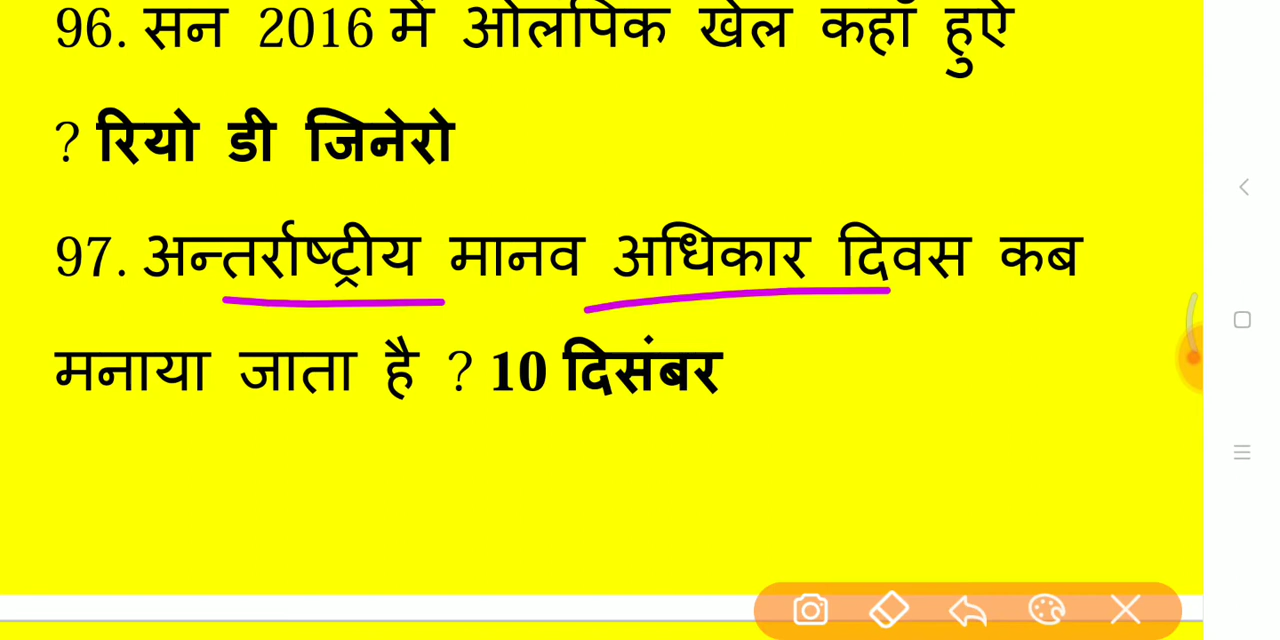 96. सन 2016 में ओलपिक खेल कहाँ हुऐ
? रियो डी जिनेरो
97. अन्तर्राष्ट्रीय मानव अधिकार दिवस कब
मनाया जाता है ? 10 दिसंबर